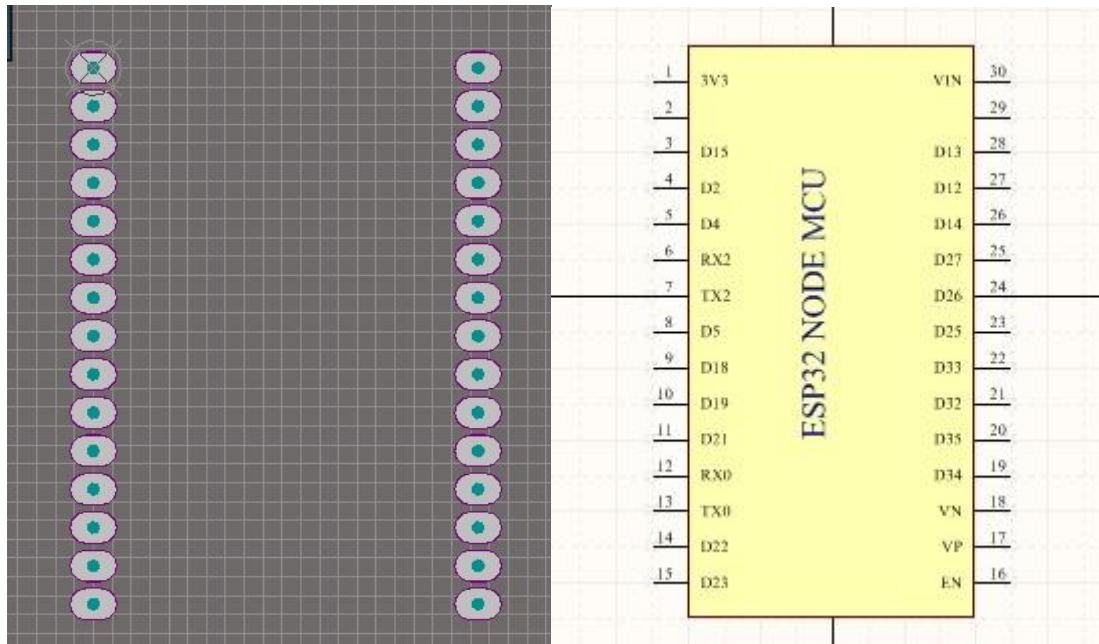 1 3V3 VIN 30
2 29
3 D15 D13 28
4 D2 D12 27
5 D4 D14 26
6 RX2 D27 25
7 TX2 D26 24
8 D5 D25 23
9 D18 D33 22
10 D19 D32 21
11 D21 D35 20
12 RX0 D34 19
13 TX0 VN 18
14 D22 VP 17
15 D23 EN 16
ESP32 NODE MCU